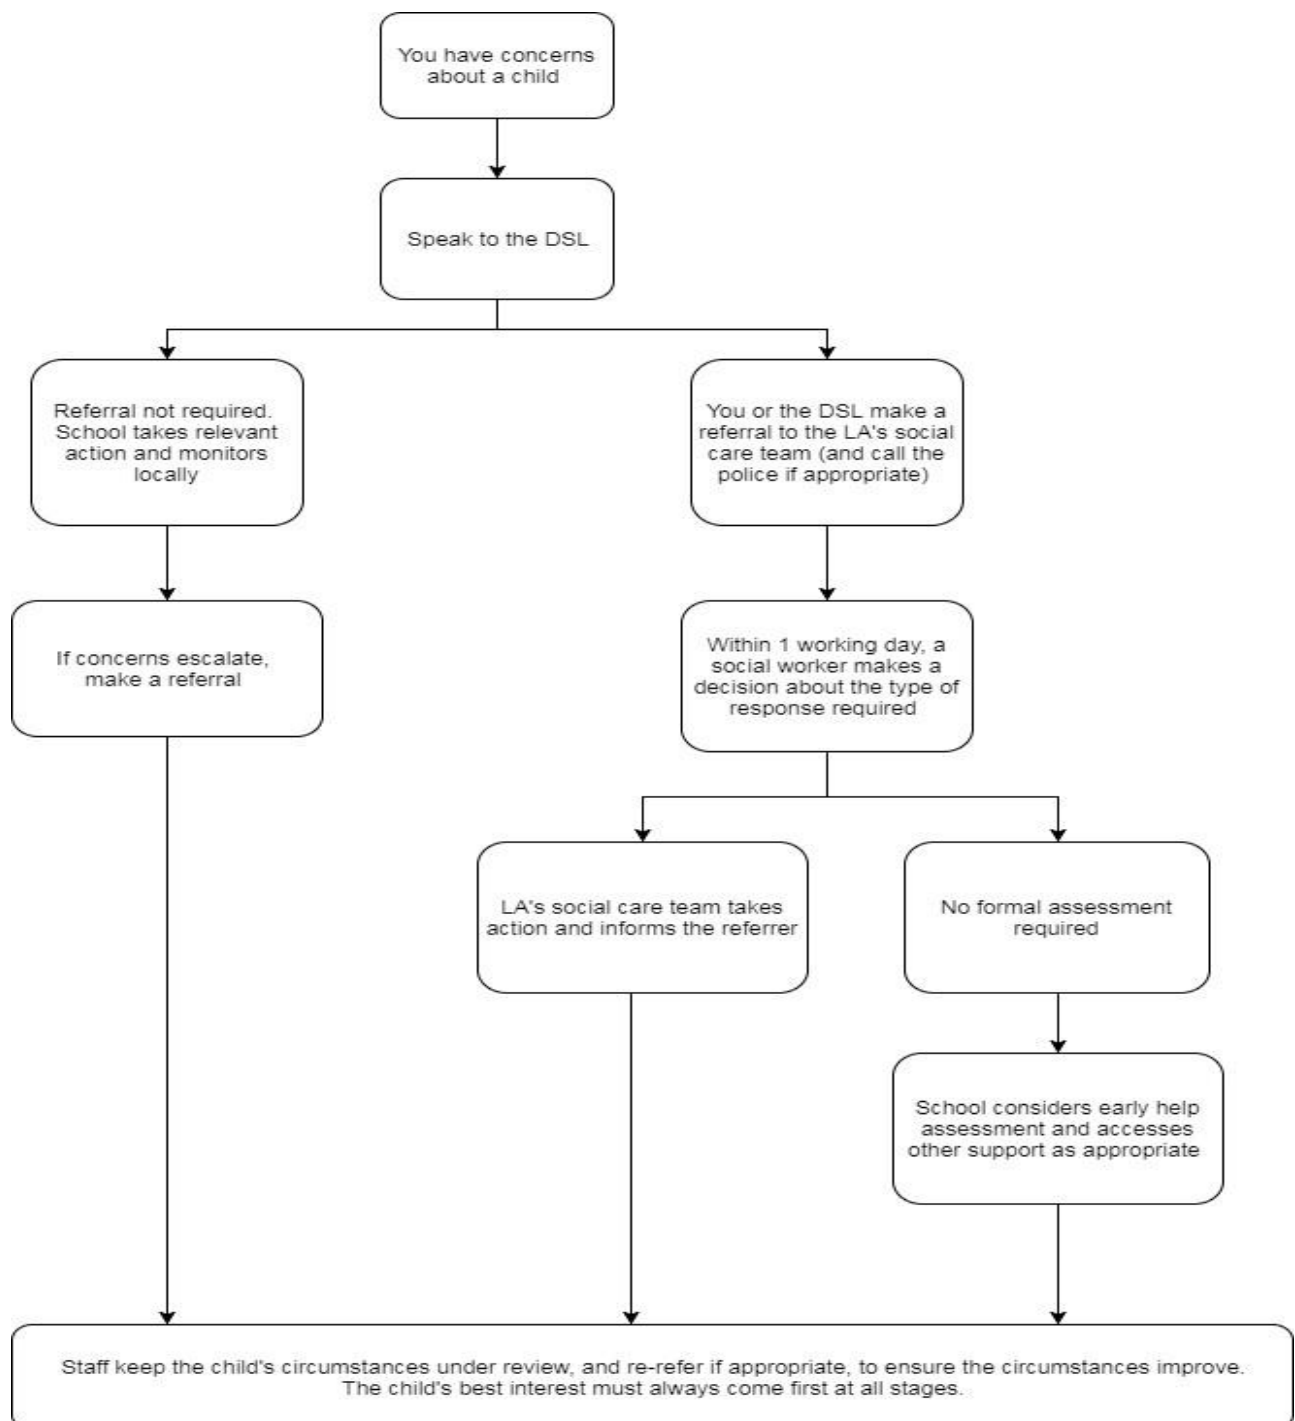 You have concerns
about a child
Speak to the DSL
Referral not required.
School takes relevant
action and monitors
locally
You or the DSL make a
referral to the LA's social
care team (and call the
police if appropriate)
If concerns escalate,
make a referral
Within 1 working day, a
social worker makes a
decision about the type of
response required
LA's social care team takes
action and informs the referrer
No formal assessment
required
School considers early help
assessment and accesses
other support as appropriate
Staff keep the child's circumstances under review, and re-refer if appropriate, to ensure the circumstances improve.
The child's best interest must always come first at all stages.